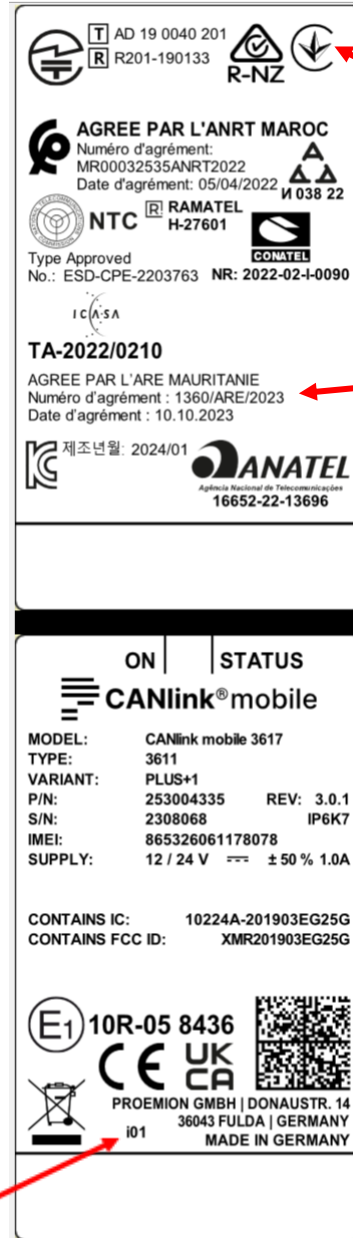 T AD 19 0040 201
R R201-190133
R-NZ
AGREE PAR L'ANRT MAROC
Numéro d'agrément:
MR00032535ANRT2022
Date d'agrément: 05/04/2022
И 038 22
NTC R RAMATEL
H-27601
CONATEL
Type Approved
No.: ESD-CPE-2203763 NR: 2022-02-I-0090
ICASA
TA-2022/0210
AGREE PAR L'ARE MAURITANIE
Numéro d'agrément : 1360/ARE/2023
Date d'agrément : 10.10.2023
제조년월: 2024/01
ANATEL
Agência Nacional de Telecomunicações
16652-22-13696
ON STATUS
CANlink®mobile
MODEL: CANlink mobile 3617
TYPE: 3611
VARIANT: PLUS+1
P/N: 253004335 REV: 3.0.1
S/N: 2308068 IP6K7
IMEI: 865326061178078
SUPPLY: 12 / 24 V ⎓ ± 50 % 1.0A
CONTAINS IC: 10224A-201903EG25G
CONTAINS FCC ID: XMR201903EG25G
E1 10R-05 8436
CE UK
CA
PROEMION GMBH | DONAUSTR. 14
36043 FULDA | GERMANY
i01 MADE IN GERMANY